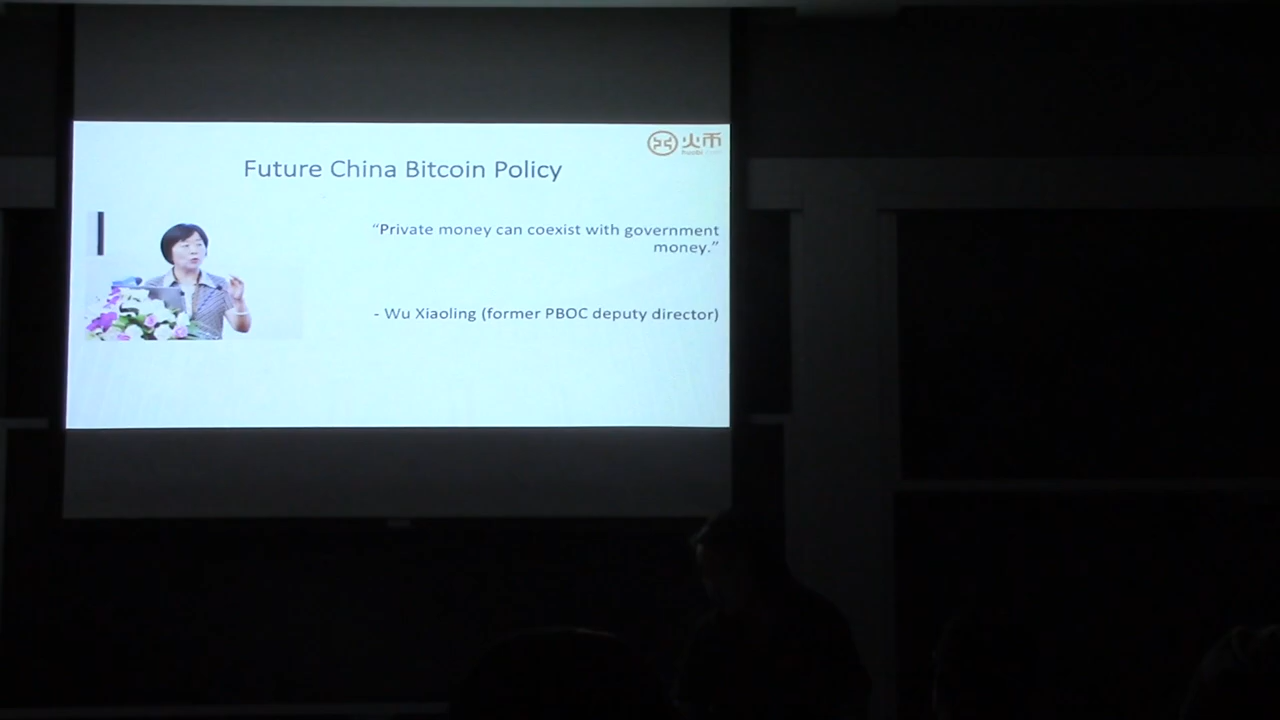 火币
huobi
Future China Bitcoin Policy
“Private money can coexist with government
money.”
- Wu Xiaoling (former PBOC deputy director)